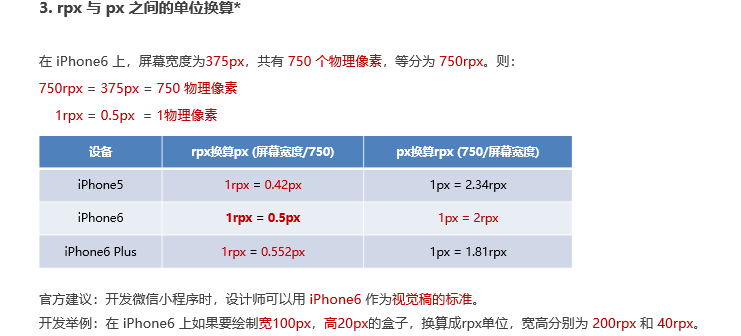 3. rpx 与 px 之间的单位换算*
在 iPhone6 上，屏幕宽度为375px，共有 750 个物理像素，等分为 750rpx。则：
750rpx = 375px = 750 物理像素
1rpx = 0.5px = 1物理像素
设备 rpx换算px (屏幕宽度/750) px换算rpx (750/屏幕宽度)
iPhone5 1rpx = 0.42px 1px = 2.34rpx
iPhone6 1rpx = 0.5px 1px = 2rpx
iPhone6 Plus 1rpx = 0.552px 1px = 1.81rpx
官方建议：开发微信小程序时，设计师可以用 iPhone6 作为视觉稿的标准。
开发举例：在 iPhone6 上如果要绘制宽100px，高20px的盒子，换算成rpx单位，宽高分别为 200rpx 和 40rpx。